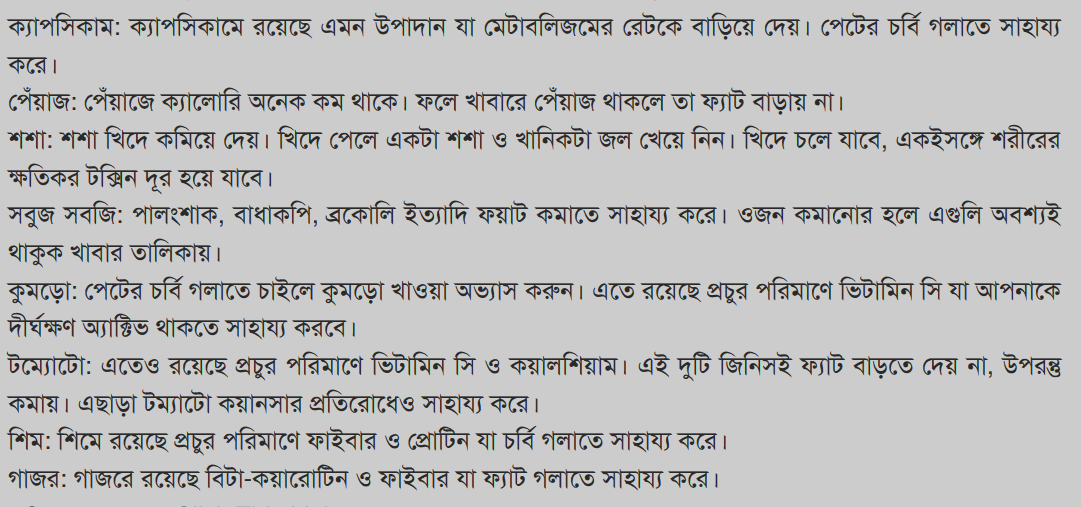 ক্যাপসিকাম: ক্যাপসিকামে রয়েছে এমন উপাদান যা মেটাবলিজমের রেটকে বাড়িয়ে দেয়। পেটের চর্বি গলাতে সাহায্য
করে।
পেঁয়াজ: পেঁয়াজে ক্যালোরি অনেক কম থাকে। ফলে খাবারে পেঁয়াজ থাকলে তা ফ্যাট বাড়ায় না।
শশা: শশা খিদে কমিয়ে দেয়। খিদে পেলে একটা শশা ও খানিকটা জল খেয়ে নিন। খিদে চলে যাবে, একইসঙ্গে শরীরের
ক্ষতিকর টক্সিন দূর হয়ে যাবে।
সবুজ সবজি: পালংশাক, বাধাকপি, ব্রকোলি ইত্যাদি ফয়াট কমাতে সাহায্য করে। ওজন কমানোর হলে এগুলি অবশ্যই
থাকুক খাবার তালিকায়।
কুমড়ো: পেটের চর্বি গলাতে চাইলে কুমড়ো খাওয়া অভ্যাস করুন। এতে রয়েছে প্রচুর পরিমাণে ভিটামিন সি যা আপনাকে
দীর্ঘক্ষণ অ্যাক্টিভ থাকতে সাহায্য করবে।
টম্যোটো: এতেও রয়েছে প্রচুর পরিমাণে ভিটামিন সি ও কয়ালশিয়াম। এই দুটি জিনিসই ফ্যাট বাড়তে দেয় না, উপরন্তু
কমায়। এছাড়া টম্যাটো কয়ানসার প্রতিরোধেও সাহায্য করে।
শিম: শিমে রয়েছে প্রচুর পরিমাণে ফাইবার ও প্রোটিন যা চর্বি গলাতে সাহায্য করে।
গাজর: গাজরে রয়েছে বিটা-কয়ারোটিন ও ফাইবার যা ফ্যাট গলাতে সাহায্য করে।